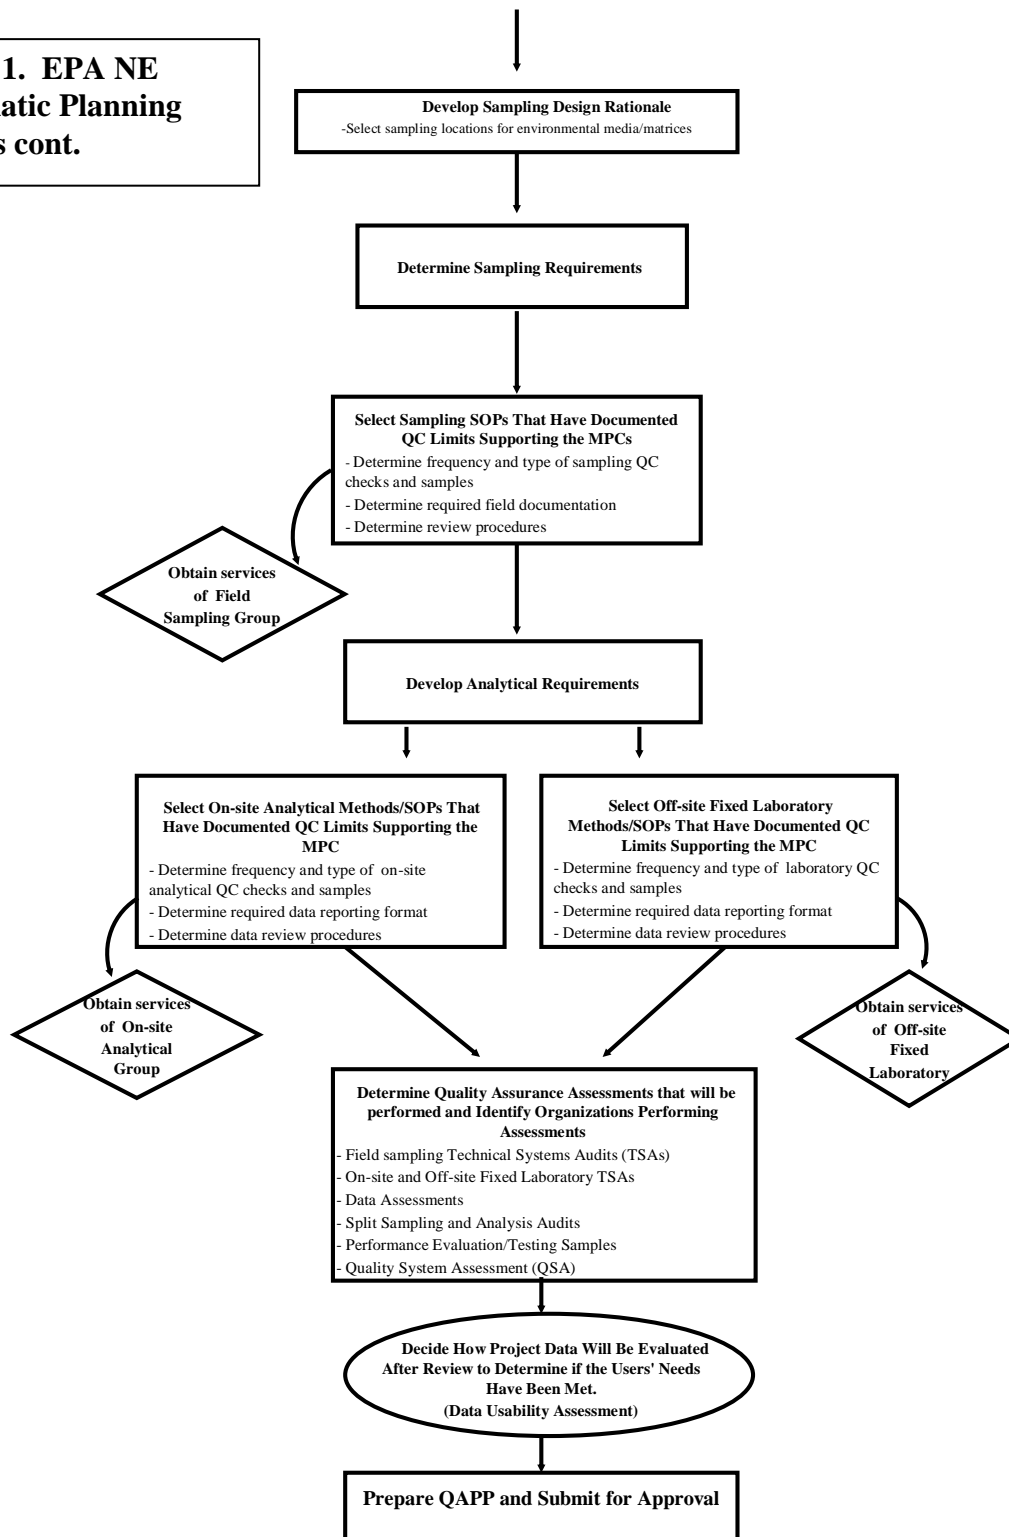 1. EPA NE
atic Planning
s cont.
Develop Sampling Design Rationale
-Select sampling locations for environmental media/matrices
Determine Sampling Requirements
Select Sampling SOPs That Have Documented
QC Limits Supporting the MPCs
- Determine frequency and type of sampling QC
checks and samples
- Determine required field documentation
- Determine review procedures
Obtain services
of Field
Sampling Group
Develop Analytical Requirements
Select On-site Analytical Methods/SOPs That
Have Documented QC Limits Supporting the
MPC
- Determine frequency and type of on-site
analytical QC checks and samples
- Determine required data reporting format
- Determine data review procedures
Select Off-site Fixed Laboratory
Methods/SOPs That Have Documented QC
Limits Supporting the MPC
- Determine frequency and type of laboratory QC
checks and samples
- Determine required data reporting format
- Determine data review procedures
Obtain services
of On-site
Analytical
Group
Obtain services
of Off-site
Fixed
Laboratory
Determine Quality Assurance Assessments that will be
performed and Identify Organizations Performing
Assessments
- Field sampling Technical Systems Audits (TSAs)
- On-site and Off-site Fixed Laboratory TSAs
- Data Assessments
- Split Sampling and Analysis Audits
- Performance Evaluation/Testing Samples
- Quality System Assessment (QSA)
Decide How Project Data Will Be Evaluated
After Review to Determine if the Users' Needs
Have Been Met.
(Data Usability Assessment)
Prepare QAPP and Submit for Approval